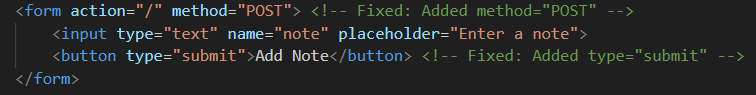 <form action="/" method="POST"> <!-- Fixed: Added method="POST" -->
    <input type="text" name="note" placeholder="Enter a note">
    <button type="submit">Add Note</button> <!-- Fixed: Added type="submit" -->
</form>